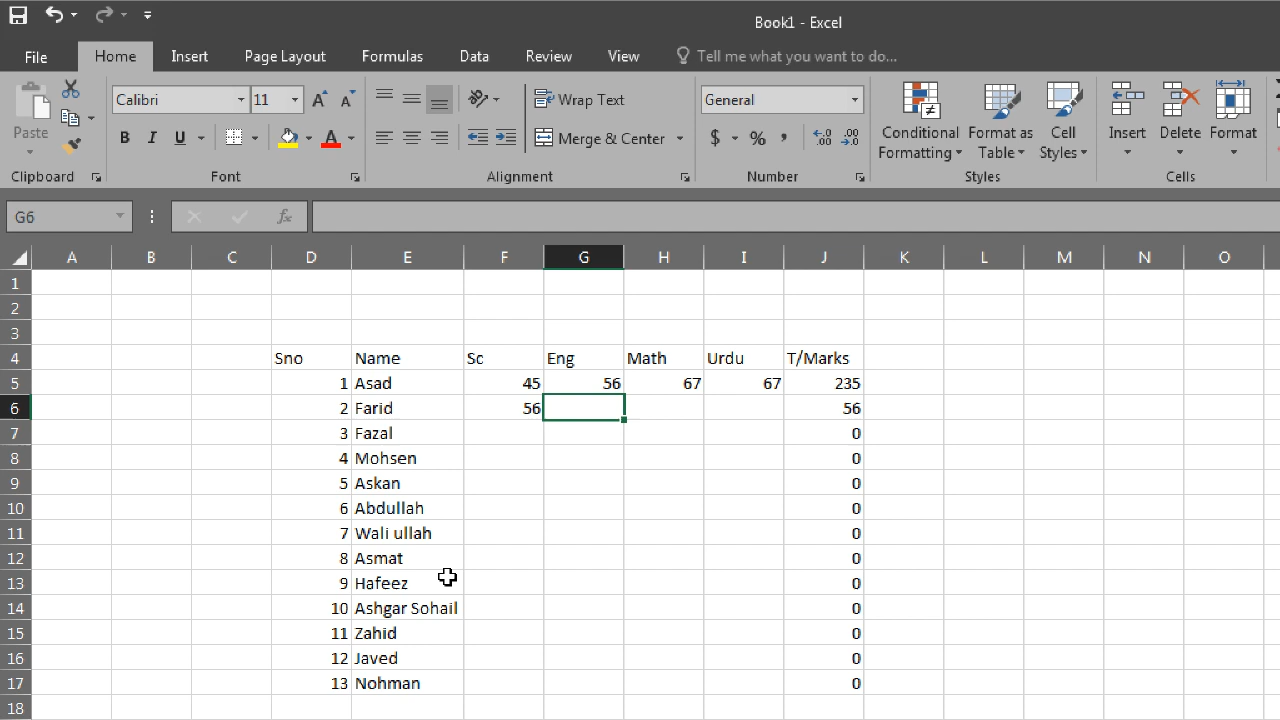 Book1 - Excel
File Home Insert Page Layout Formulas Data Review View Tell me what you want to do...
Calibri 11 Wrap Text General
Paste B I U Merge & Center $ % Conditional Formatting Format as Table Cell Styles Insert Delete Format
Clipboard Font Alignment Number Styles Cells
G6 fx
A B C D E F G H I J K L M N O
1
2
3
4 Sno Name Sc Eng Math Urdu T/Marks
5 1 Asad 45 56 67 67 235
6 2 Farid 56 56
7 3 Fazal 0
8 4 Mohsen 0
9 5 Askan 0
10 6 Abdullah 0
11 7 Wali ullah 0
12 8 Asmat 0
13 9 Hafeez 0
14 10 Ashgar Sohail 0
15 11 Zahid 0
16 12 Javed 0
17 13 Nohman 0
18